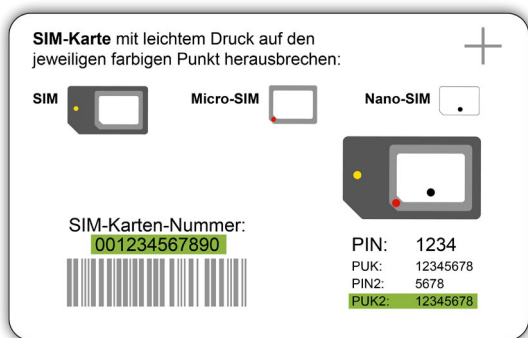 SIM-Karte mit leichtem Druck auf den
jeweiligen farbigen Punkt herausbrechen:
SIM Micro-SIM Nano-SIM
SIM-Karten-Nummer:
001234567890
PIN: 1234
PUK: 12345678
PIN2: 5678
PUK2: 12345678